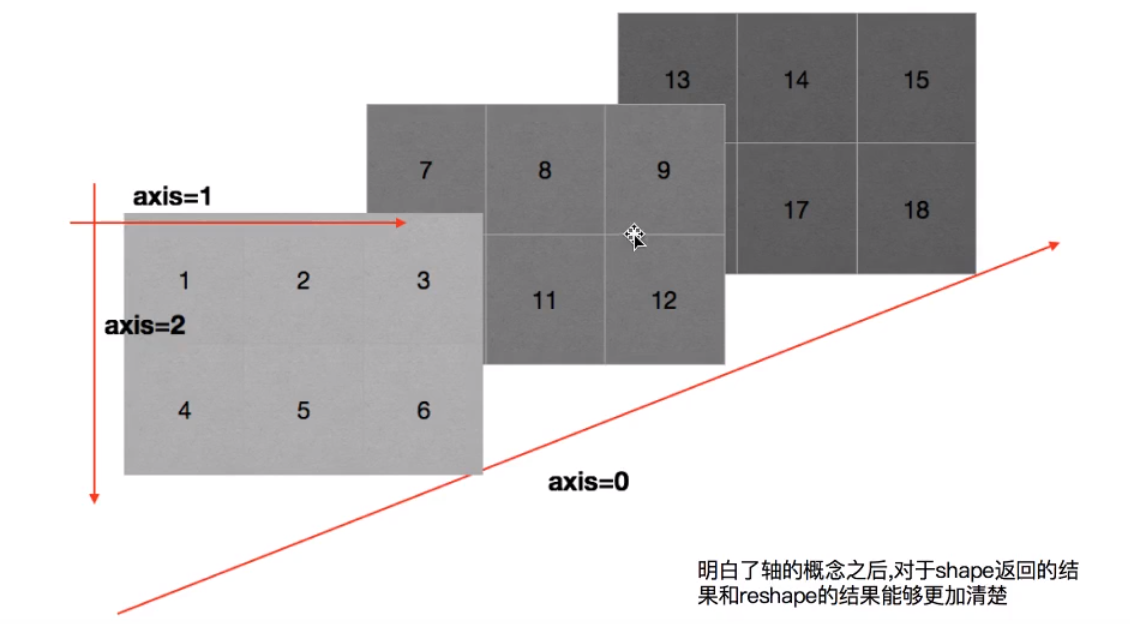 13 14 15
7 8 9
axis=1
17 18
1 2 3
11 12
axis=2
4 5 6
axis=0
明白了轴的概念之后,对于shape返回的结
果和reshape的结果能够更加清楚